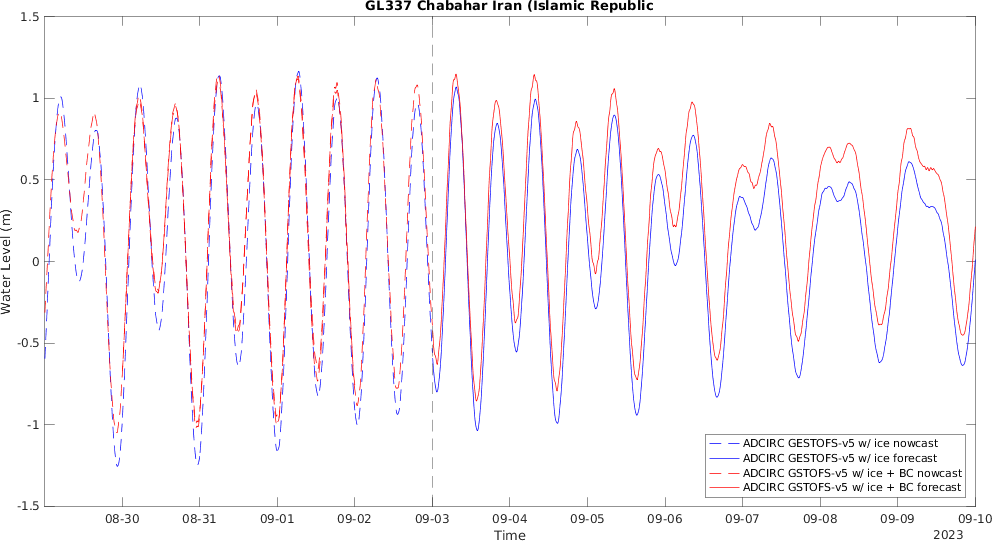 GL337 Chabahar Iran (Islamic Republic
1.5
1
0.5
0
-0.5
-1
-1.5
Water Level (m)
08-30 08-31 09-01 09-02 09-03 09-04 09-05 09-06 09-07 09-08 09-09 09-10
Time
2023
ADCIRC GESTOFS-v5 w/ ice nowcast
ADCIRC GESTOFS-v5 w/ ice forecast
ADCIRC GSTOFS-v5 w/ ice + BC nowcast
ADCIRC GSTOFS-v5 w/ ice + BC forecast